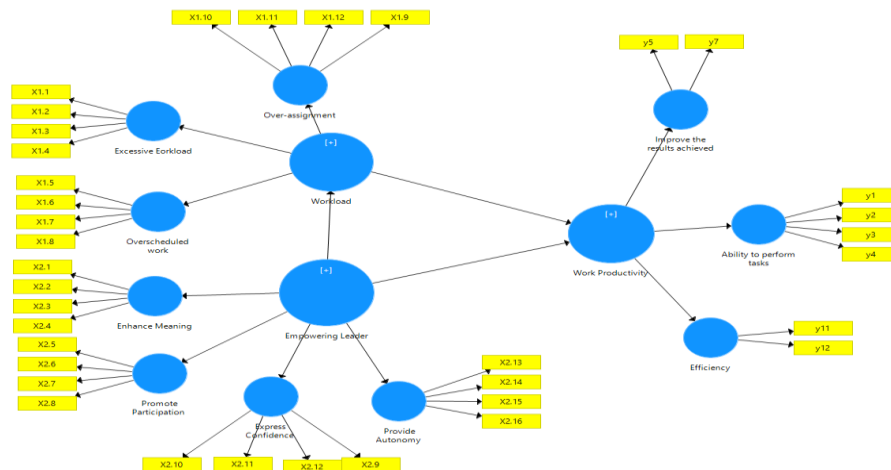 X1.10
X1.11
X1.12
X1.9
Over-assignment
y5
y7
Improve the
results achieved
X1.1
X1.2
X1.3
X1.4
Excessive Eorkload
[+]
Workload
X1.5
X1.6
X1.7
X1.8
Overscheduled
work
[+]
Work Productivity
y1
y2
y3
y4
Ability to perform
tasks
X2.1
X2.2
X2.3
X2.4
Enhance Meaning
[+]
Empowering Leader
y11
y12
Efficiency
X2.5
X2.6
X2.7
X2.8
Promote
Participation
Express
Confidence
X2.10
X2.11
X2.12
X2.9
Provide
Autonomy
X2.13
X2.14
X2.15
X2.16